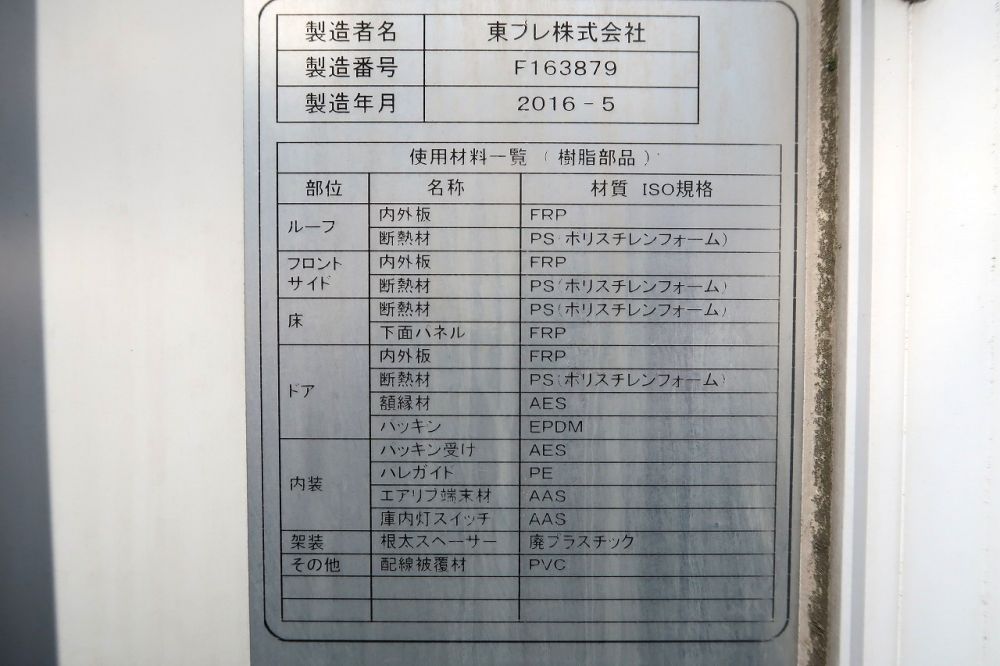 製造者名 東プレ株式会社
製造番号 F163879
製造年月 2016-5
使用材料一覧（樹脂部品）
部位 名称 材質 ISO規格
ルーフ 内外板 FRP
断熱材 PS(ポリスチレンフォーム)
フロントサイド 内外板 FRP
断熱材 PS(ポリスチレンフォーム)
床 断熱材 PS(ポリスチレンフォーム)
下面パネル FRP
ドア 内外板 FRP
断熱材 PS(ポリスチレンフォーム)
額縁材 AES
パッキン EPDM
内装 パッキン受け AES
パレガイド PE
エアリブ端末材 AAS
庫内灯スイッチ AAS
架装 根太スペーサー 廃プラスチック
その他 配線被覆材 PVC